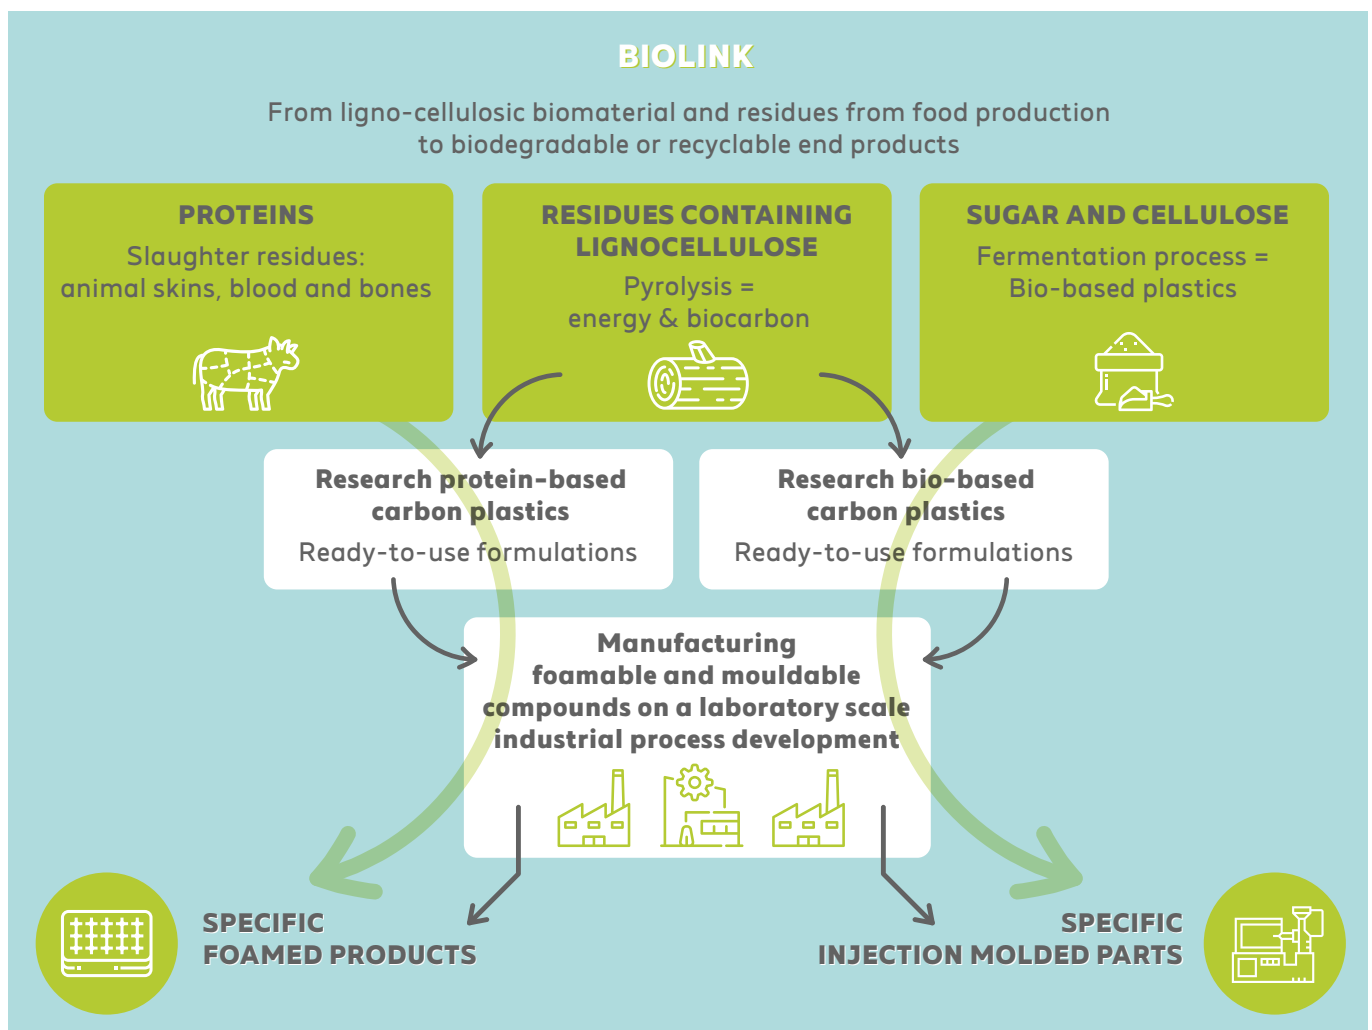 BIOLINK
From ligno-cellulosic biomaterial and residues from food production
to biodegradable or recyclable end products
PROTEINS
Slaughter residues:
animal skins, blood and bones
RESIDUES CONTAINING
LIGNOCELLULOSE
Pyrolysis =
energy & biocarbon
SUGAR AND CELLULOSE
Fermentation process =
Bio-based plastics
Research protein-based
carbon plastics
Ready-to-use formulations
Research bio-based
carbon plastics
Ready-to-use formulations
Manufacturing
foamable and mouldable
compounds on a laboratory scale
industrial process development
SPECIFIC
FOAMED PRODUCTS
SPECIFIC
INJECTION MOLDED PARTS